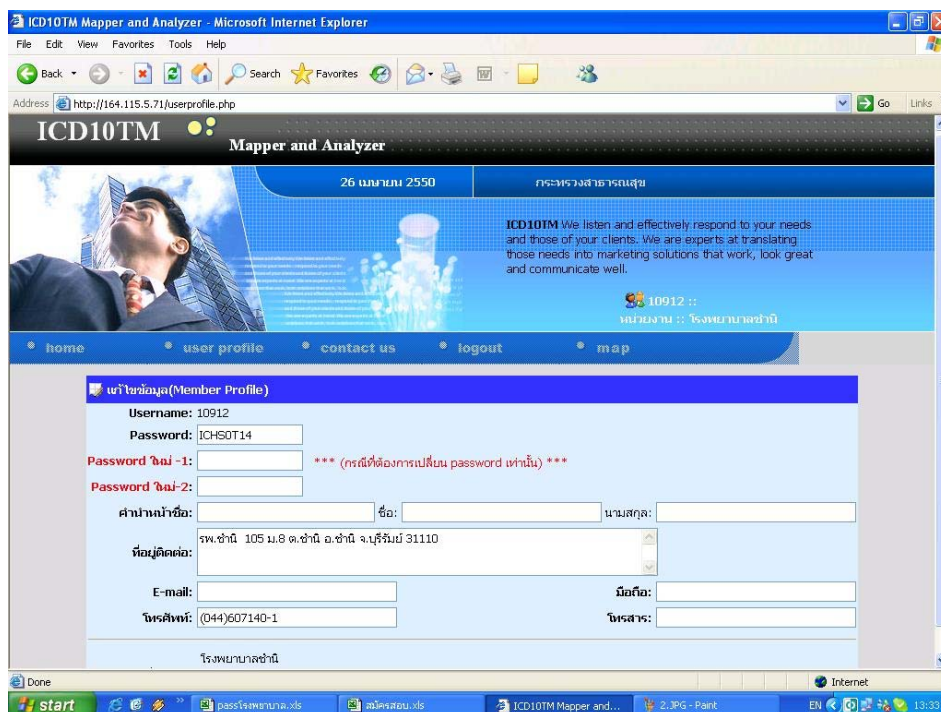 ICD10TM Mapper and Analyzer - Microsoft Internet Explorer
File Edit View Favorites Tools Help
Back Search Favorites
Address http://164.115.5.71/userprofile.php Go Links
ICD10TM
Mapper and Analyzer
26 เมษายน 2550 กระทรวงสาธารณสุข
ICD10TM We listen and effectively respond to your needs
and those of your clients. We are experts at translating
those needs into marketing solutions that work, look great
and communicate well.
10912 ::
หน่วยงาน :: โรงพยาบาลชำนิ
home user profile contact us logout map
แก้ไขข้อมูล(Member Profile)
Username: 10912
Password: ICHS0T14
Password ใหม่ -1: *** (กรณีที่ต้องการเปลี่ยน password เท่านั้น) ***
Password ใหม่-2:
คำนำหน้าชื่อ: ชื่อ: นามสกุล:
ที่อยู่ติดต่อ: รพ.ชำนิ 105 ม.8 ต.ชำนิ อ.ชำนิ จ.บุรีรัมย์ 31110
E-mail: มือถือ:
โทรศัพท์: (044)607140-1 โทรสาร:
โรงพยาบาลชำนิ
Done Internet
start passโรงพยาบาล.xls สมัครสอบ.xls ICD10TM Mapper and... 2.JPG - Paint EN 13:33